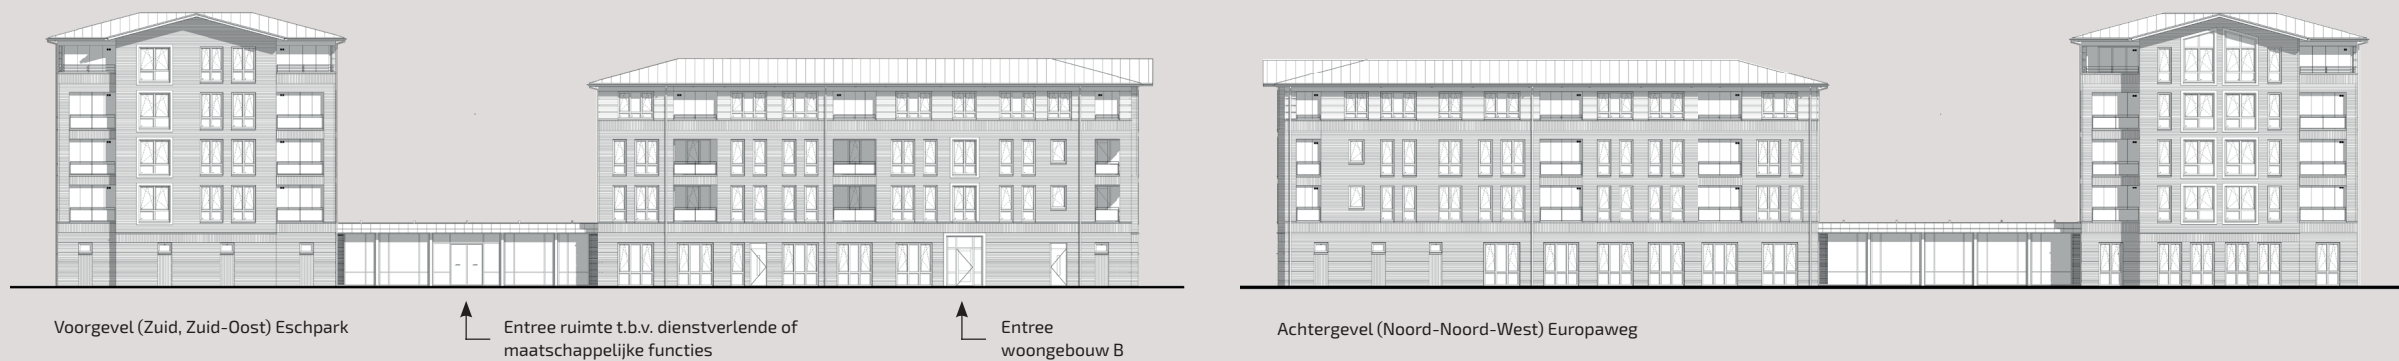 Voorgevel (Zuid, Zuid-Oost) Eschpark
Entree ruimte t.b.v. dienstverlende of
maatschappelijke functies
Entree
woongebouw B
Achtergevel (Noord-Noord-West) Europaweg